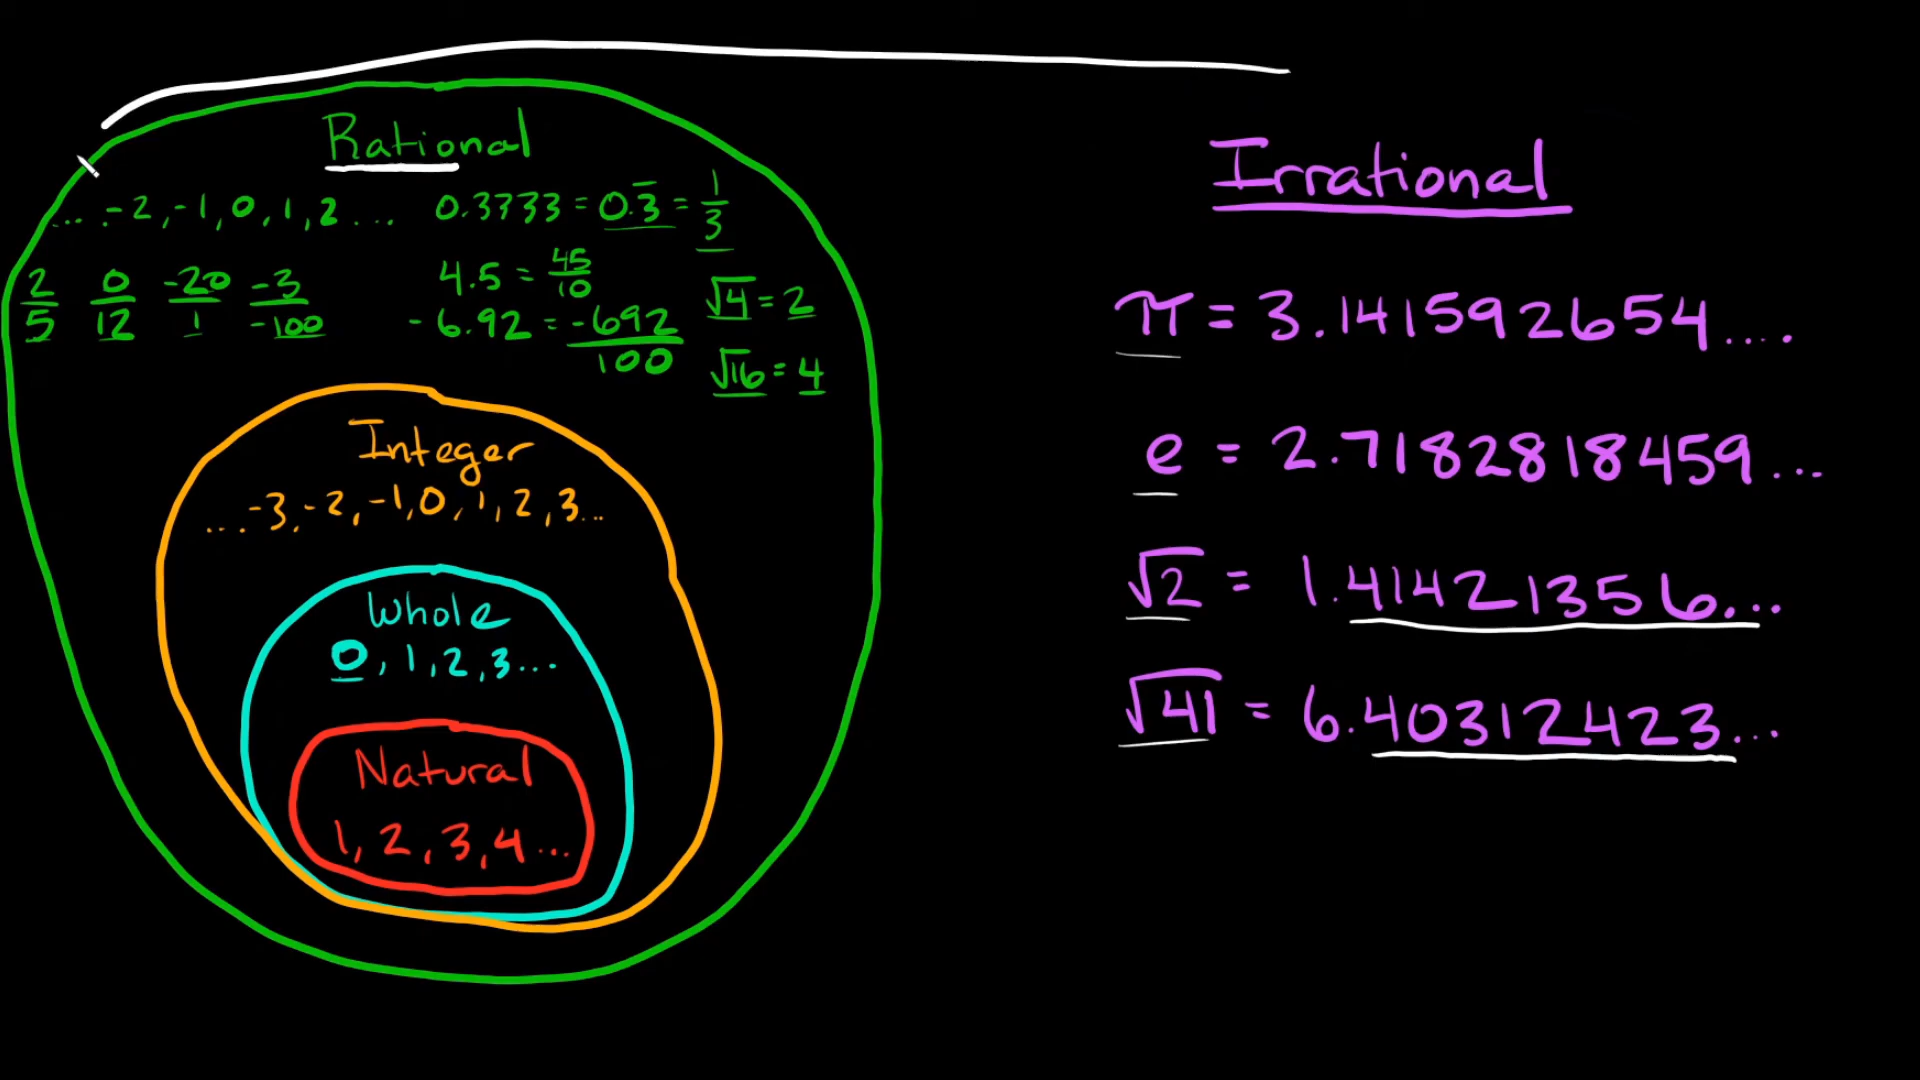 Rational
... -2, -1, 0, 1, 2 ...
0.3733 = 0.3̅ = 1/3
2/5 0/12 -20/1 -3/-100
4.5 = 45/10
√4 = 2
-6.92 = -692/100
√16 = 4
Integer
...-3, -2, -1, 0, 1, 2, 3...
Whole
0, 1, 2, 3...
Natural
1, 2, 3, 4...
Irrational
π = 3.141592654....
e = 2.7182818459...
√2 = 1.41421356...
√41 = 6.40312423...